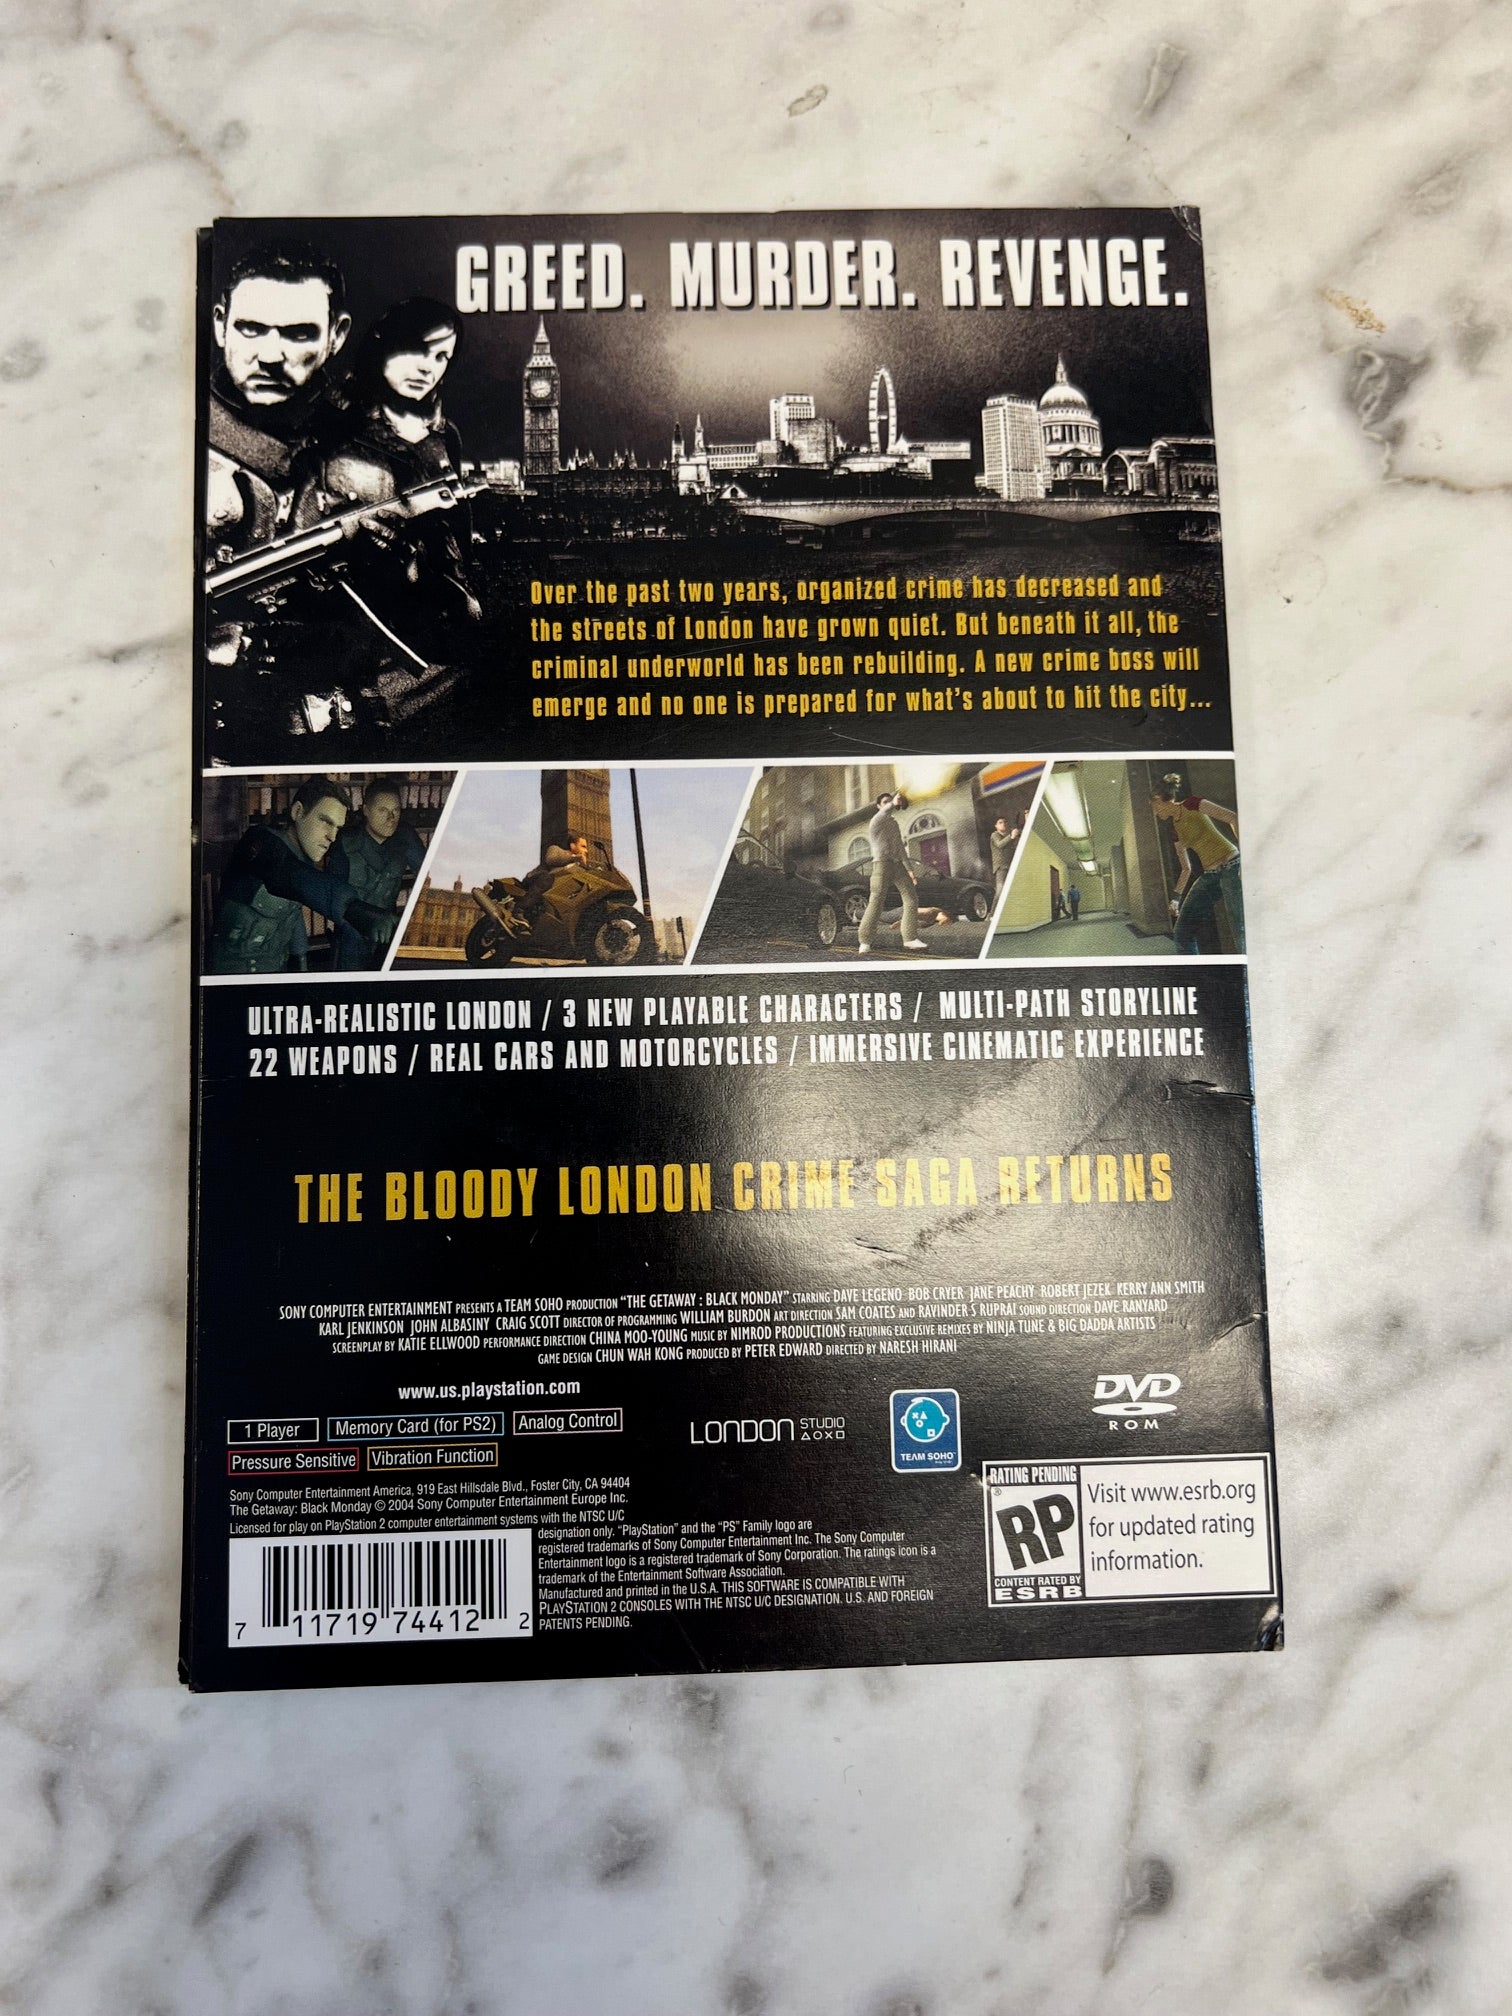 GREED. MURDER. REVENGE.
Over the past two years, organized crime has decreased and
the streets of London have grown quiet. But beneath it all, the
criminal underworld has been rebuilding. A new crime boss will
emerge and no one is prepared for what's about to hit the city...
ULTRA-REALISTIC LONDON / 3 NEW PLAYABLE CHARACTERS / MULTI-PATH STORYLINE
22 WEAPONS / REAL CARS AND MOTORCYCLES / IMMERSIVE CINEMATIC EXPERIENCE
THE BLOODY LONDON CRIME SAGA RETURNS
SONY COMPUTER ENTERTAINMENT PRESENTS A TEAM SOHO PRODUCTION "THE GETAWAY : BLACK MONDAY" STARRING DAVE LEGENO BOB CRYER JANE PEACHY ROBERT JEZEK KERRY ANN SMITH
KARL JENKINSON JOHN ALBASINY CRAIG SCOTT DIRECTOR OF PROGRAMMING WILLIAM BURDON ART DIRECTION SAM COATES AND RAVINDER S RUPRAI SOUND DIRECTION DAVE RANYARD
SCREENPLAY BY KATIE ELLWOOD PERFORMANCE DIRECTION CHINA MOO-YOUNG MUSIC BY NIMROD PRODUCTIONS FEATURING EXCLUSIVE REMIXES BY NINJA TUNE & BIG DADDA ARTISTS
GAME DESIGN CHUN WAH KONG PRODUCED BY PETER EDWARD DIRECTED BY NARESH HIRANI
www.us.playstation.com
1 Player Memory Card (for PS2) Analog Control
Pressure Sensitive Vibration Function
LONDON STUDIO
TEAM SOHO
DVD
ROM
Sony Computer Entertainment America, 919 East Hillsdale Blvd., Foster City, CA 94404
The Getaway: Black Monday © 2004 Sony Computer Entertainment Europe Inc.
Licensed for play on PlayStation 2 computer entertainment systems with the NTSC U/C
designation only. "PlayStation" and the "PS" Family logo are
registered trademarks of Sony Computer Entertainment Inc. The Sony Computer
Entertainment logo is a registered trademark of Sony Corporation. The ratings icon is a
trademark of the Entertainment Software Association.
Manufactured and printed in the U.S.A. THIS SOFTWARE IS COMPATIBLE WITH
PLAYSTATION 2 CONSOLES WITH THE NTSC U/C DESIGNATION. U.S. AND FOREIGN
PATENTS PENDING.
7 11719 74412 2
RATING PENDING
RP
®
CONTENT RATED BY
ESRB
Visit www.esrb.org
for updated rating
information.